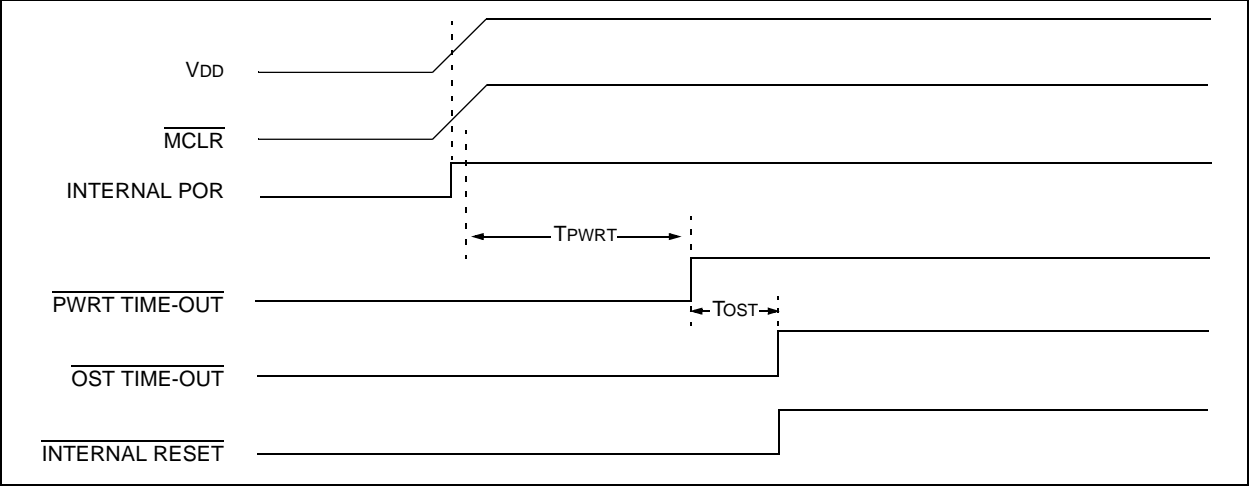 VDD
MCLR
INTERNAL POR
TPWRT
PWRT TIME-OUT
TOST
OST TIME-OUT
INTERNAL RESET